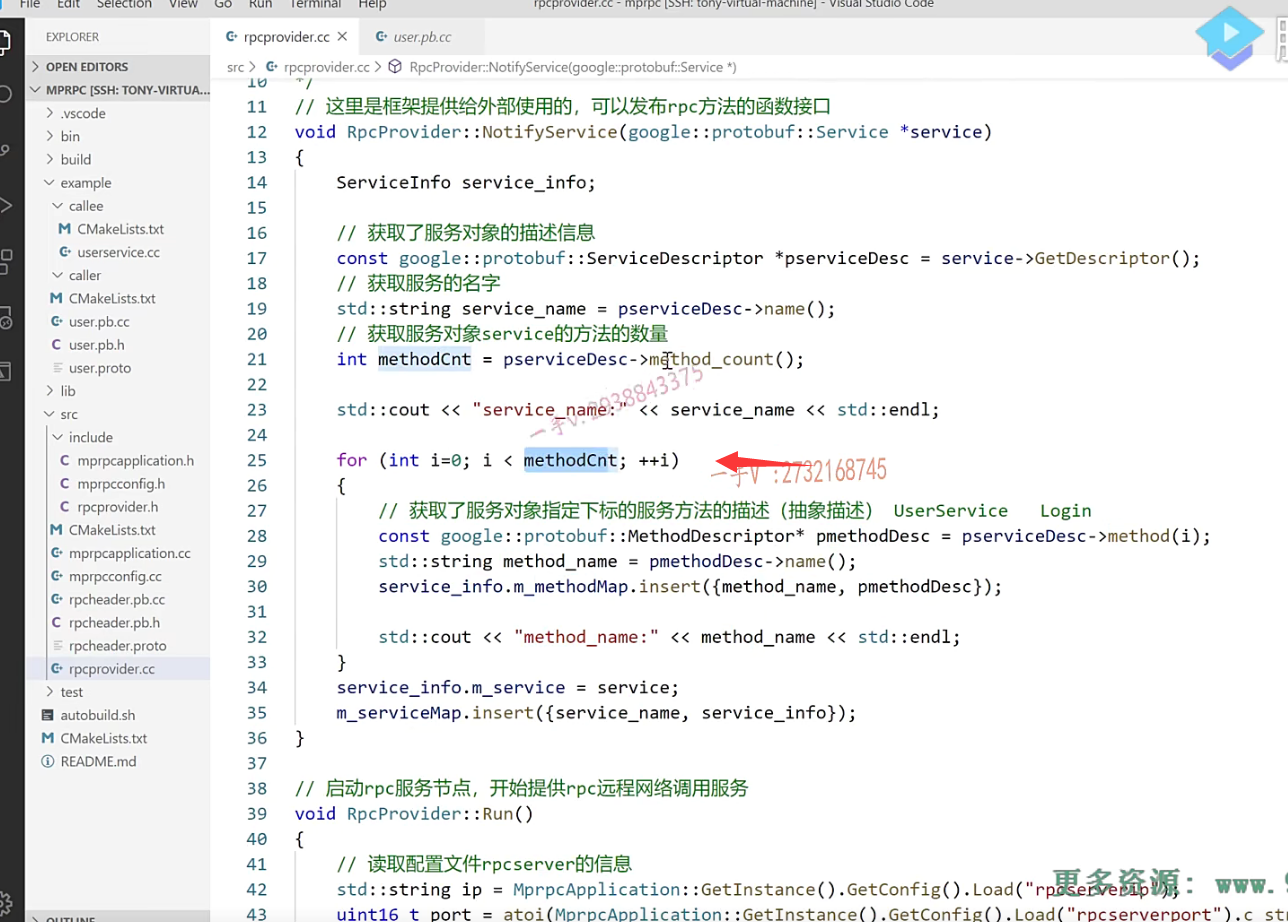 File Edit Selection View Go Run Terminal Help
rpcprovider.cc - mprpc [SSH: tony-virtual-machine] - Visual Studio Code
EXPLORER
OPEN EDITORS
MPRPC [SSH: TONY-VIRTUA...
.vscode
bin
build
example
callee
CMakeLists.txt
userservice.cc
caller
CMakeLists.txt
user.pb.cc
user.pb.h
user.proto
lib
src
include
mprpcapplication.h
mprpcconfig.h
rpcprovider.h
CMakeLists.txt
mprpcapplication.cc
mprpcconfig.cc
rpcheader.pb.cc
rpcheader.pb.h
rpcheader.proto
rpcprovider.cc
test
autobuild.sh
CMakeLists.txt
README.md
OUTLINE
rpcprovider.cc
user.pb.cc
src > rpcprovider.cc > RpcProvider::NotifyService(google::protobuf::Service *)
10 */
11 // 这里是框架提供给外部使用的，可以发布rpc方法的函数接口
12 void RpcProvider::NotifyService(google::protobuf::Service *service)
13 {
14 ServiceInfo service_info;
15
16 // 获取了服务对象的描述信息
17 const google::protobuf::ServiceDescriptor *pserviceDesc = service->GetDescriptor();
18 // 获取服务的名字
19 std::string service_name = pserviceDesc->name();
20 // 获取服务对象service的方法的数量
21 int methodCnt = pserviceDesc->method_count();
22
23 std::cout << "service_name:" << service_name << std::endl;
24
25 for (int i=0; i < methodCnt; ++i)
26 {
27 // 获取了服务对象指定下标的服务方法的描述（抽象描述） UserService Login
28 const google::protobuf::MethodDescriptor* pmethodDesc = pserviceDesc->method(i);
29 std::string method_name = pmethodDesc->name();
30 service_info.m_methodMap.insert({method_name, pmethodDesc});
31
32 std::cout << "method_name:" << method_name << std::endl;
33 }
34 service_info.m_service = service;
35 m_serviceMap.insert({service_name, service_info});
36 }
37
38 // 启动rpc服务节点，开始提供rpc远程网络调用服务
39 void RpcProvider::Run()
40 {
41 // 读取配置文件rpcserver的信息
42 std::string ip = MprpcApplication::GetInstance().GetConfig().Load("rpcserverip");
43 uint16_t port = atoi(MprpcApplication::GetInstance().GetConfig().Load("rpcserverport").c_st
一手V:2938843375
一手V :2732168745
更多资源： www.